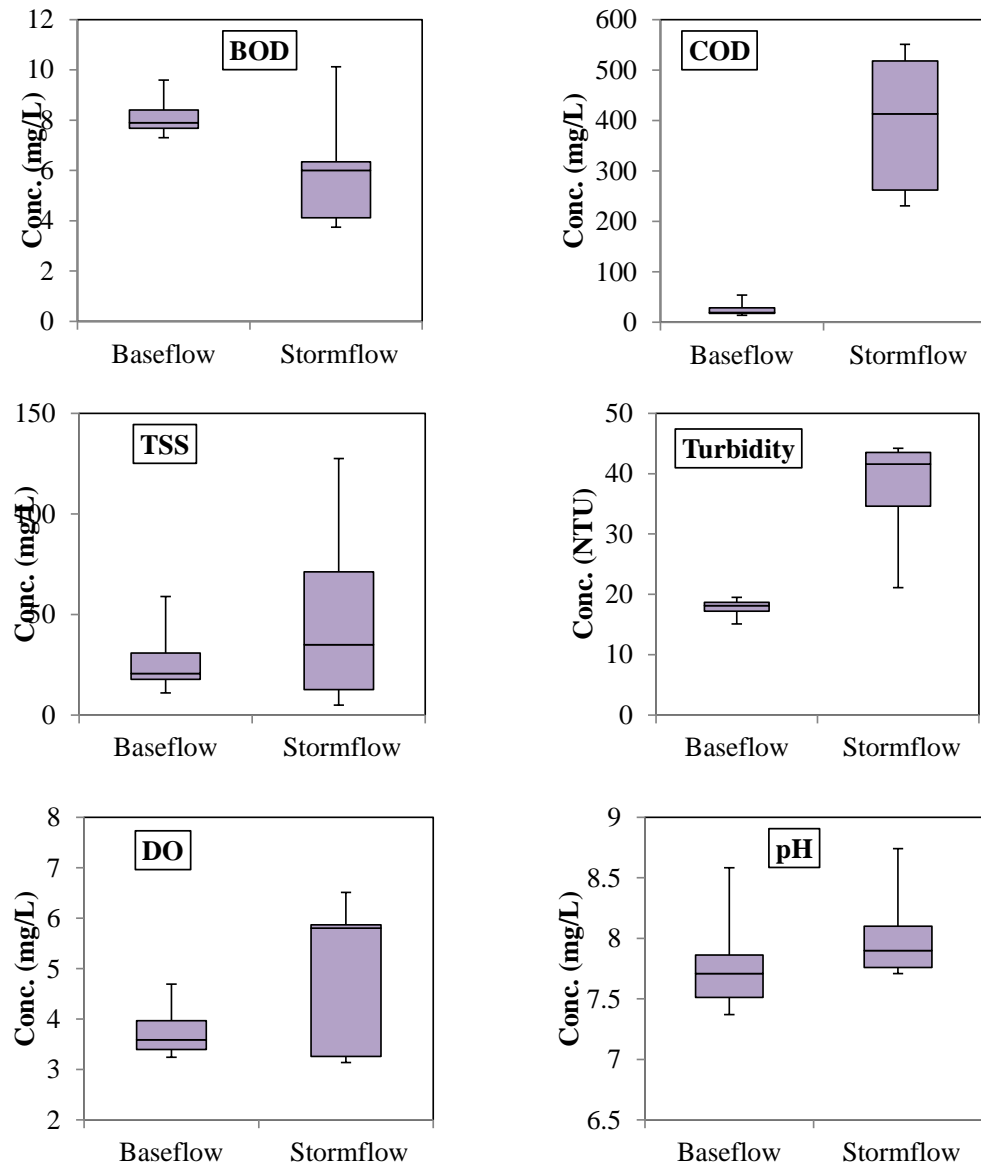 BOD
Conc. (mg/L)
12
10
8
6
4
2
0
Baseflow Stormflow
COD
Conc. (mg/L)
600
500
400
300
200
100
0
Baseflow Stormflow
TSS
Conc. (mg/L)
150
100
50
0
Baseflow Stormflow
Turbidity
Conc. (NTU)
50
40
30
20
10
0
Baseflow Stormflow
DO
Conc. (mg/L)
8
7
6
5
4
3
2
Baseflow Stormflow
pH
Conc. (mg/L)
9
8.5
8
7.5
7
6.5
Baseflow Stormflow